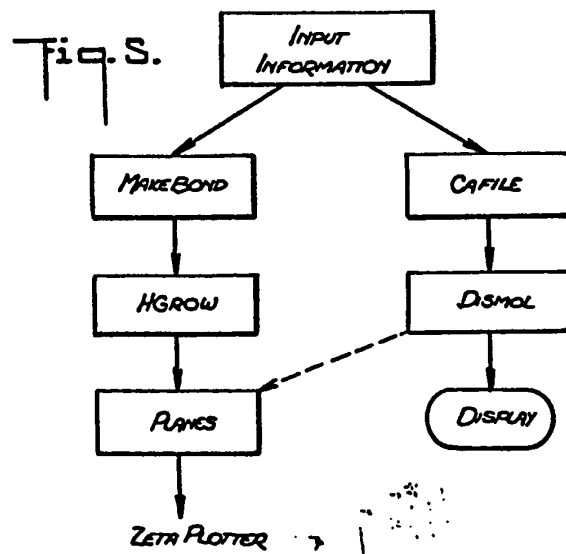 Fig. S.
INPUT
INFORMATION
MAKEBOND
CAFILE
HGROW
DISMOL
PLANES
DISPLAY
ZETA PLOTTER